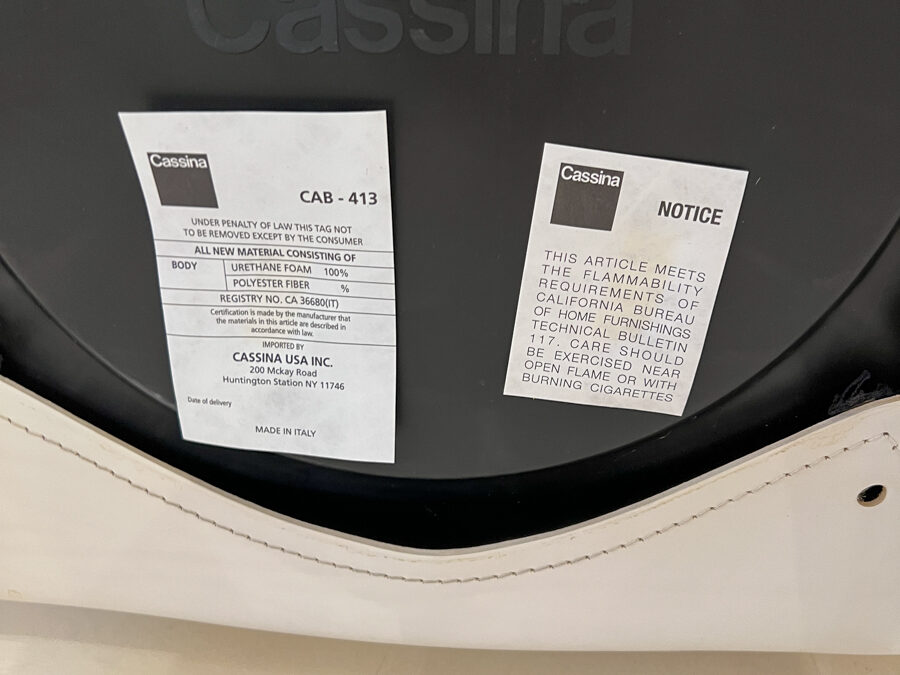 Cassina
Cassina
CAB - 413
UNDER PENALTY OF LAW THIS TAG NOT
TO BE REMOVED EXCEPT BY THE CONSUMER
ALL NEW MATERIAL CONSISTING OF
BODY URETHANE FOAM 100%
POLYESTER FIBER %
REGISTRY NO. CA 36680(IT)
Certification is made by the manufacturer that
the materials in this article are described in
accordance with law.
IMPORTED BY
CASSINA USA INC.
200 Mckay Road
Huntington Station NY 11746
Date of delivery
MADE IN ITALY
Cassina
NOTICE
THIS ARTICLE MEETS
THE FLAMMABILITY
REQUIREMENTS OF
CALIFORNIA BUREAU
OF HOME FURNISHINGS
TECHNICAL BULLETIN
117. CARE SHOULD
BE EXERCISED NEAR
OPEN FLAME OR WITH
BURNING CIGARETTES